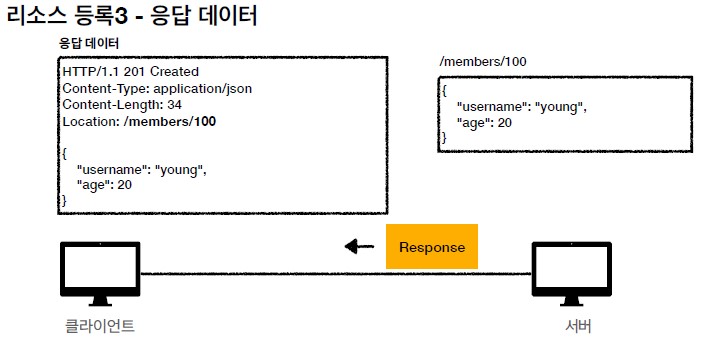 리소스 등록3 - 응답 데이터
응답 데이터
HTTP/1.1 201 Created
Content-Type: application/json
Content-Length: 34
Location: /members/100
{
"username": "young",
"age": 20
}
/members/100
{
"username": "young",
"age": 20
}
Response
클라이언트
서버